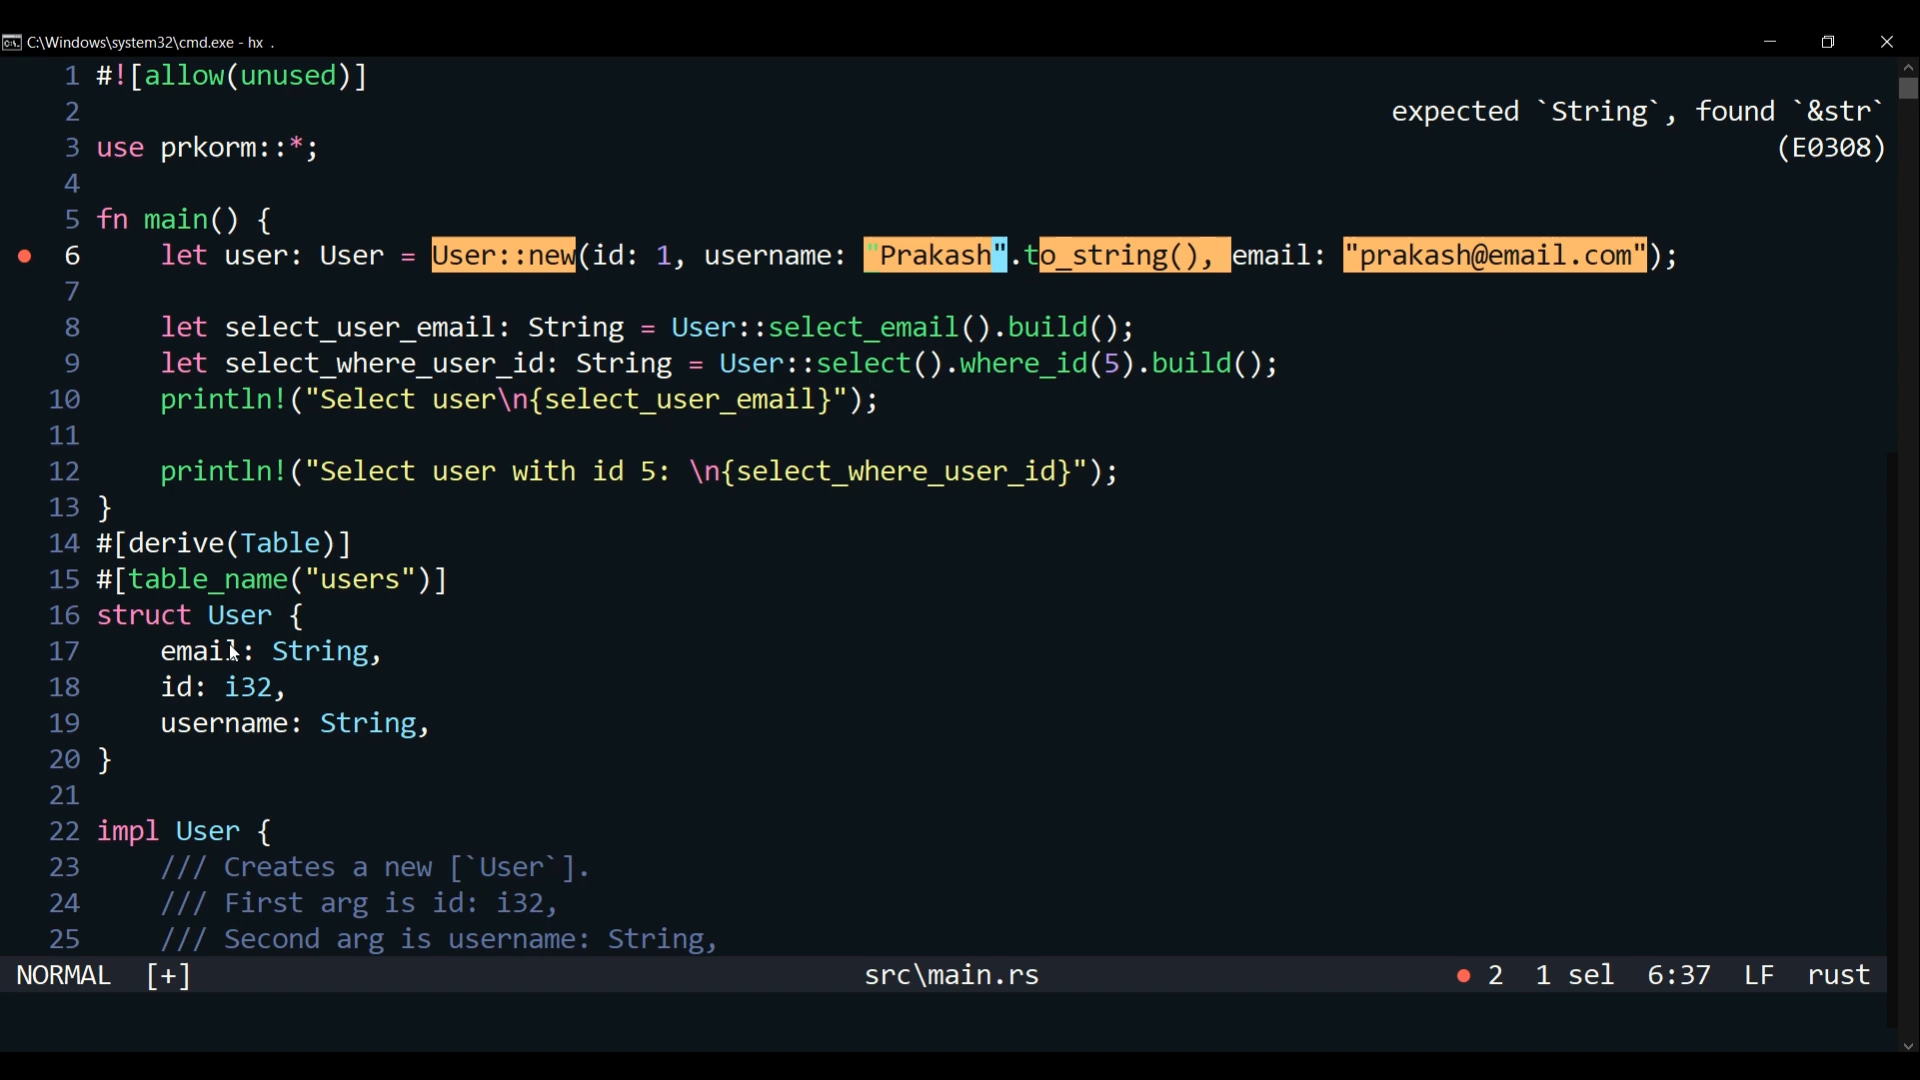 C:\Windows\system32\cmd.exe - hx .
1 #![allow(unused)]
2
expected `String`, found `&str`
3 use prkorm::*;
(E0308)
4
5 fn main() {
6     let user: User = User::new(id: 1, username: "Prakash".to_string(), email: "prakash@email.com");
7
8     let select_user_email: String = User::select_email().build();
9     let select_where_user_id: String = User::select().where_id(5).build();
10     println!("Select user\n{select_user_email}");
11
12     println!("Select user with id 5: \n{select_where_user_id}");
13 }
14 #[derive(Table)]
15 #[table_name("users")]
16 struct User {
17     email: String,
18     id: i32,
19     username: String,
20 }
21
22 impl User {
23     /// Creates a new [`User`].
24     /// First arg is id: i32,
25     /// Second arg is username: String,
NORMAL [+] src\main.rs 2 1 sel 6:37 LF rust